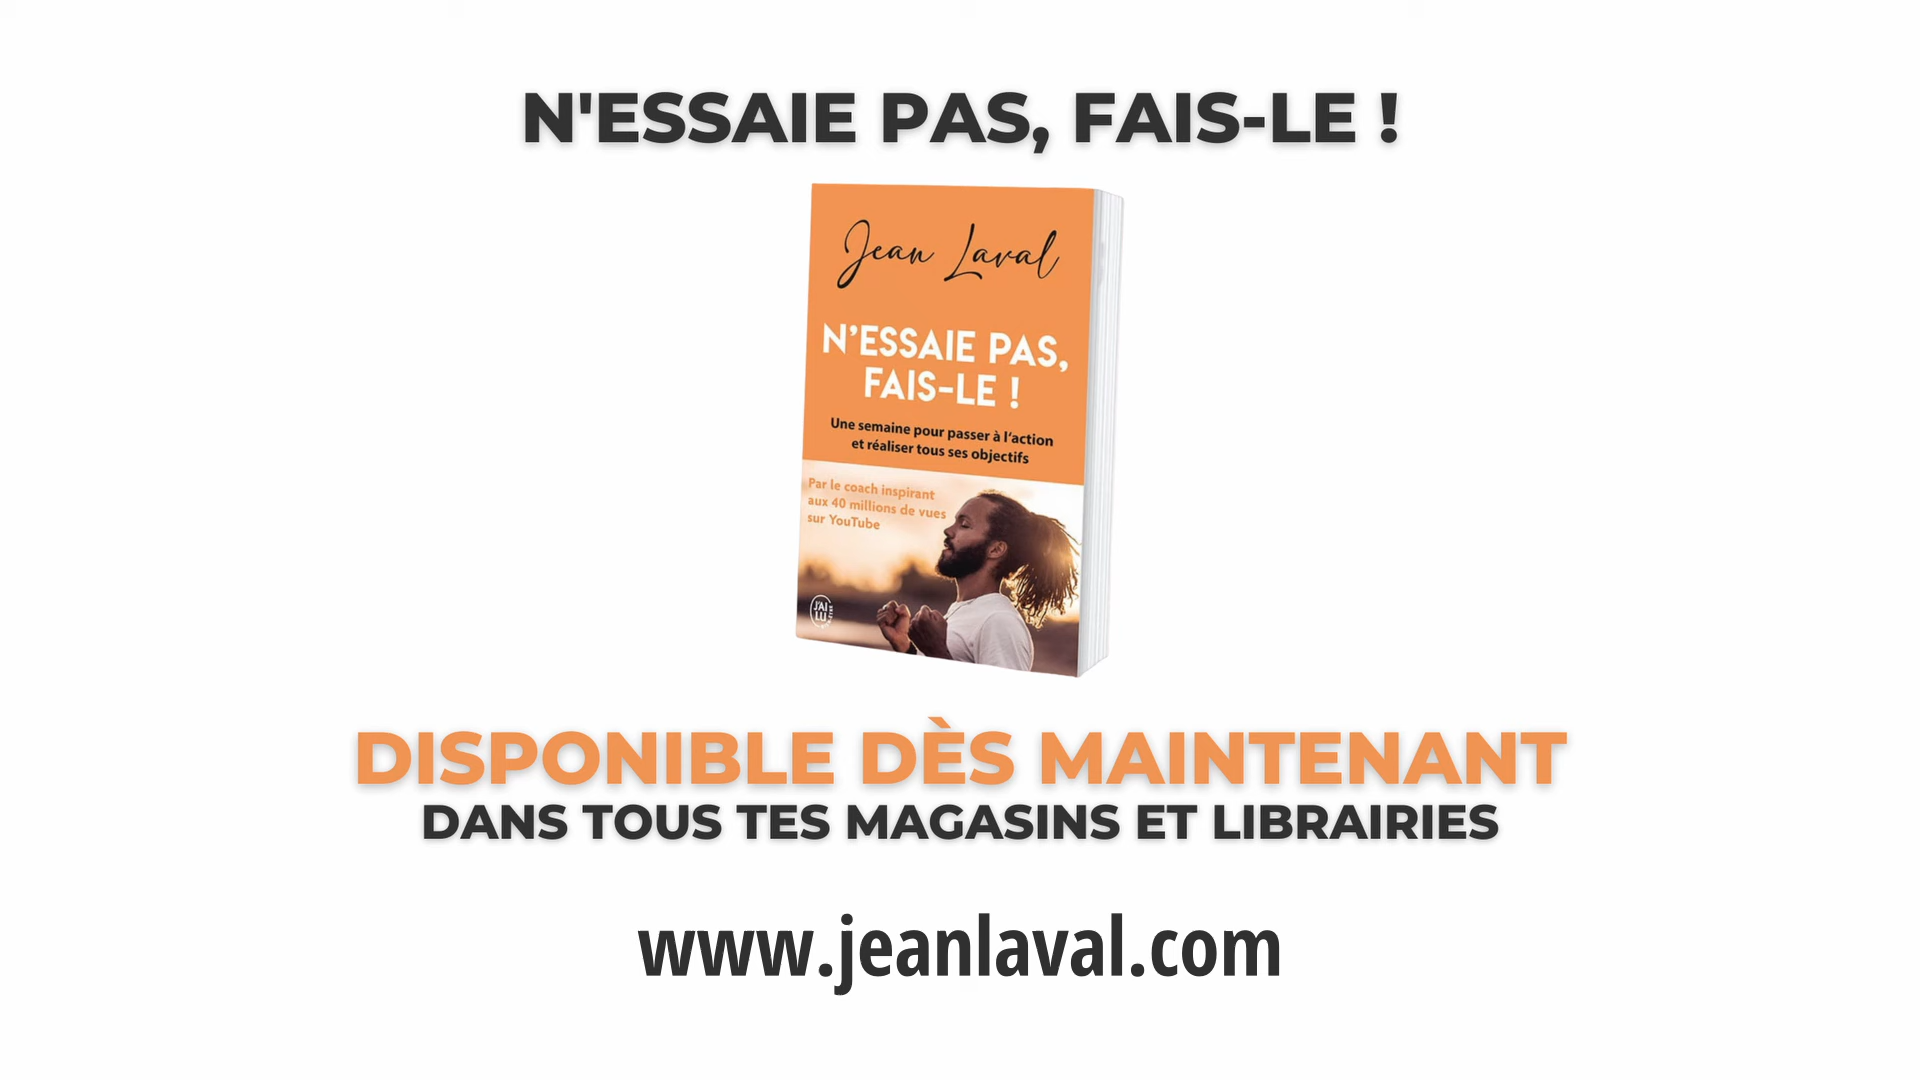 N'ESSAIE PAS, FAIS-LE !
Jean Laval
N'ESSAIE PAS,
FAIS-LE !
Une semaine pour passer à l'action
et réaliser tous ses objectifs
Par le coach inspirant
aux 40 millions de vues
sur YouTube
J'AI
LU
DISPONIBLE DÈS MAINTENANT
DANS TOUS TES MAGASINS ET LIBRAIRIES
www.jeanlaval.com